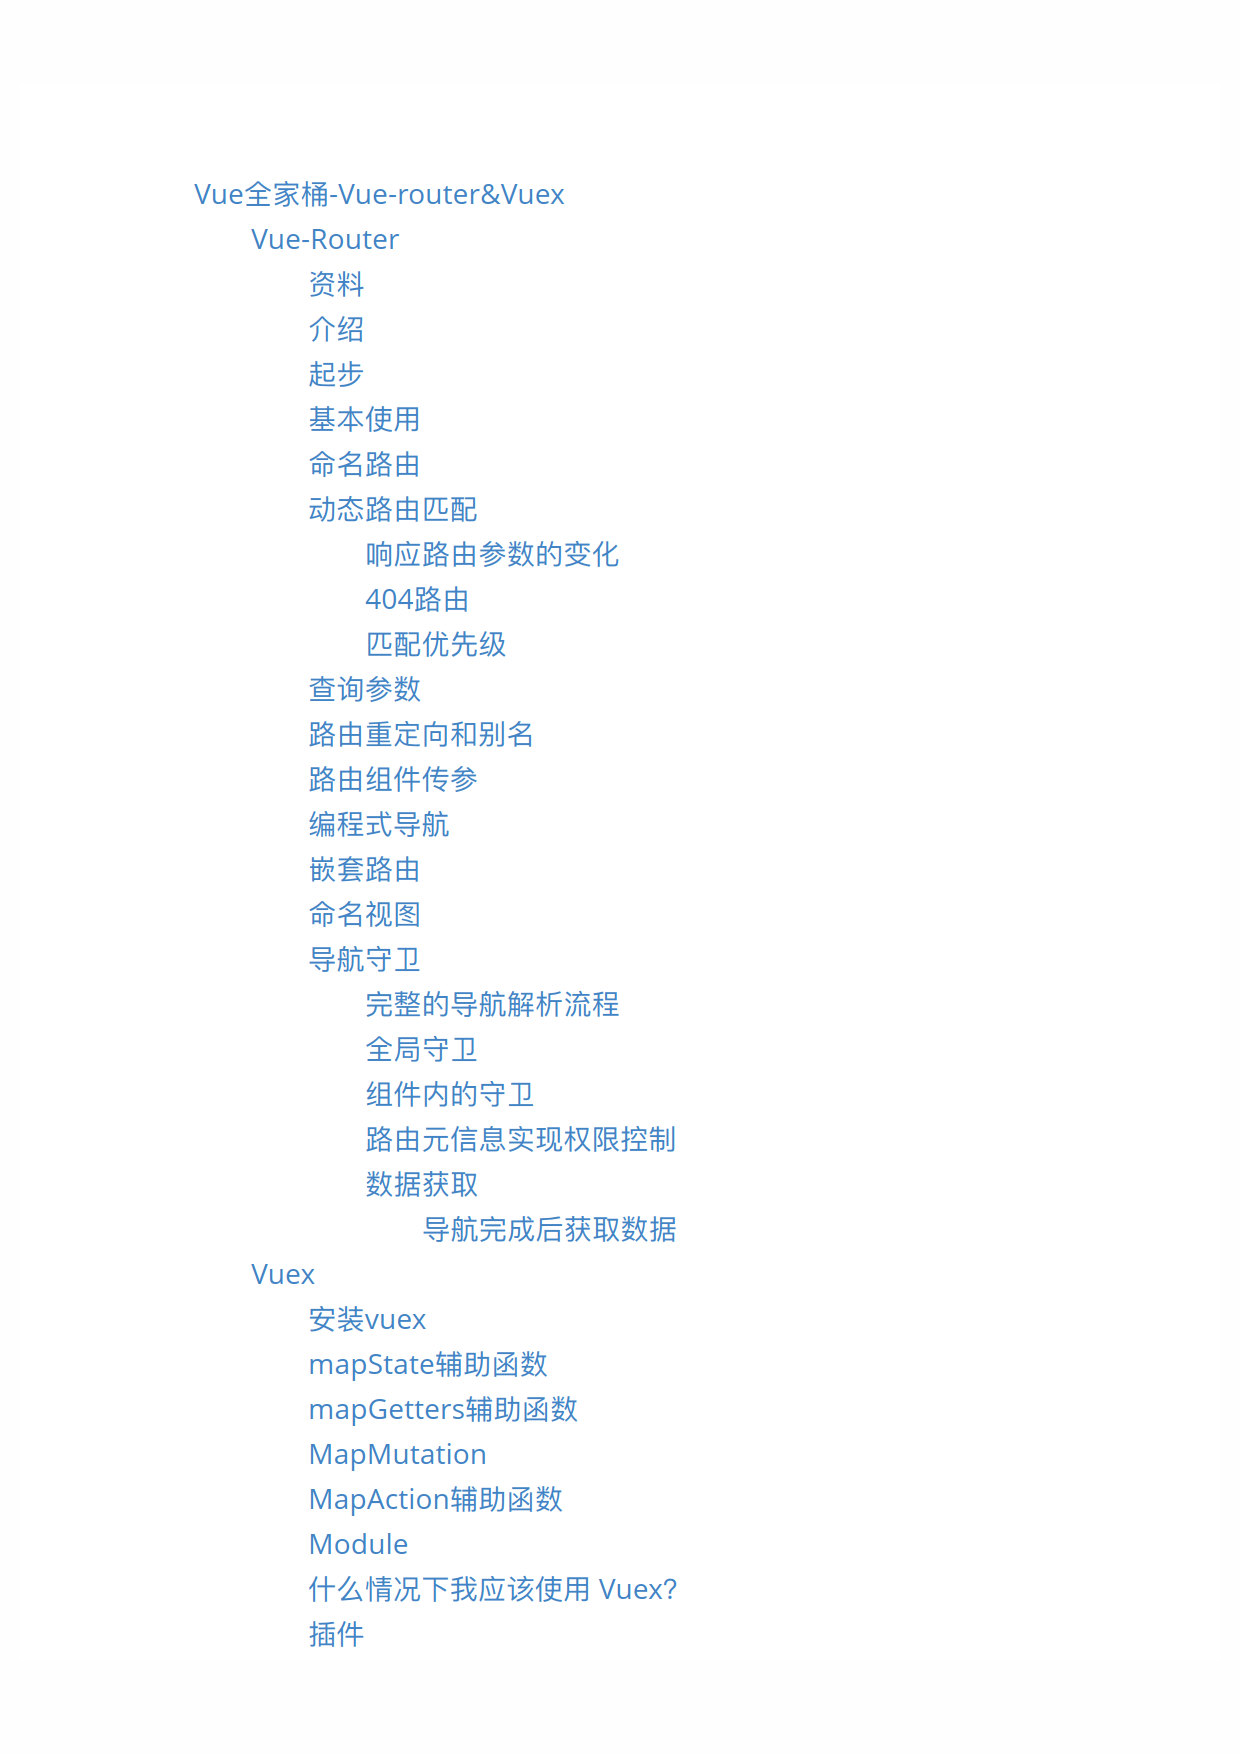 Vue全家桶-Vue-router&Vuex
Vue-Router
资料
介绍
起步
基本使用
命名路由
动态路由匹配
响应路由参数的变化
404路由
匹配优先级
查询参数
路由重定向和别名
路由组件传参
编程式导航
嵌套路由
命名视图
导航守卫
完整的导航解析流程
全局守卫
组件内的守卫
路由元信息实现权限控制
数据获取
导航完成后获取数据
Vuex
安装vuex
mapState辅助函数
mapGetters辅助函数
MapMutation
MapAction辅助函数
Module
什么情况下我应该使用 Vuex?
插件